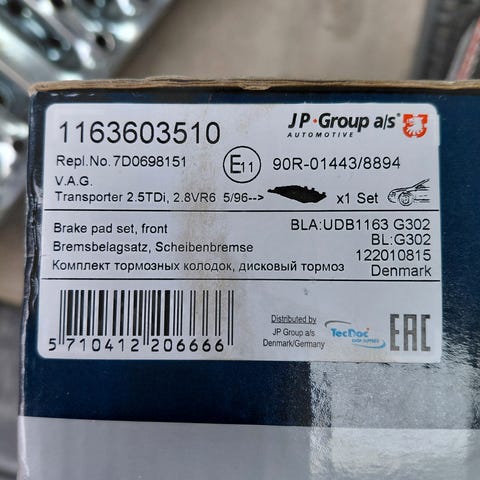 JP·Group a/s
AUTOMOTIVE
1163603510
Repl.No.7D0698151
E11
90R-01443/8894
V.A.G.
Transporter 2.5TDi, 2.8VR6 5/96-->
x1 Set
Brake pad set, front
BLA:UDB1163 G302
Bremsbelagsatz, Scheibenbremse
BL:G302
122010815
Комплект тормозных колодок, дисковый тормоз
Denmark
5 710412 206666
Distributed by
JP Group a/s
Denmark/Germany
TecDoc
EAC